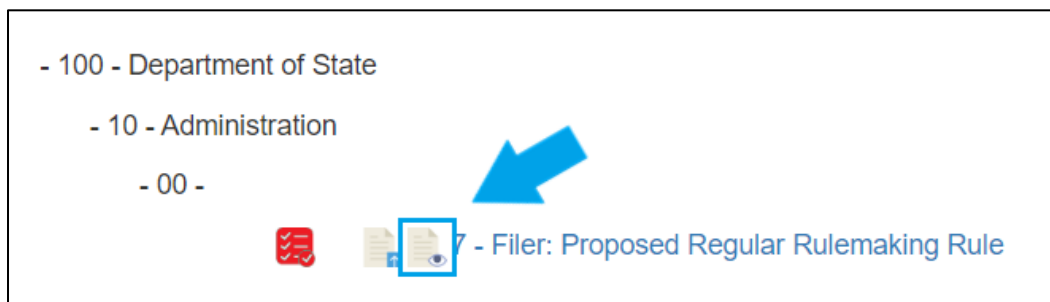 - 100 - Department of State
- 10 - Administration
- 00 -
7 - Filer: Proposed Regular Rulemaking Rule